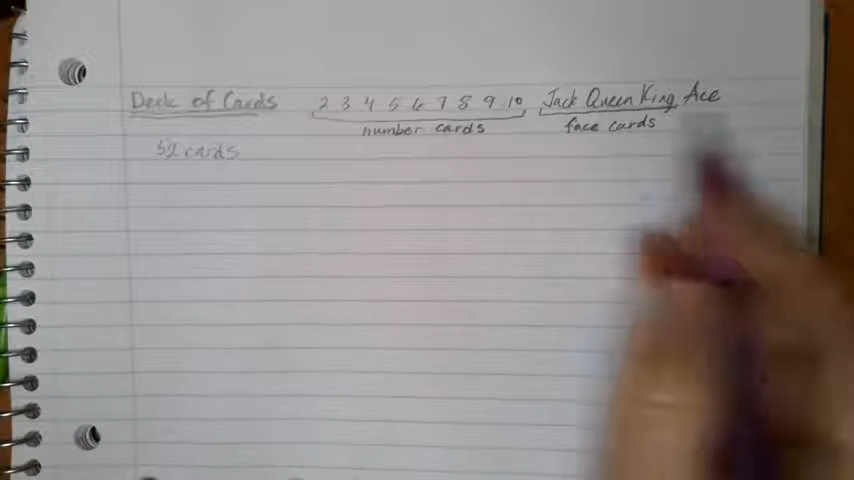 Deck of Cards 2 3 4 5 6 7 8 9 10 Jack Queen King Ace
number cards face cards
52 cards